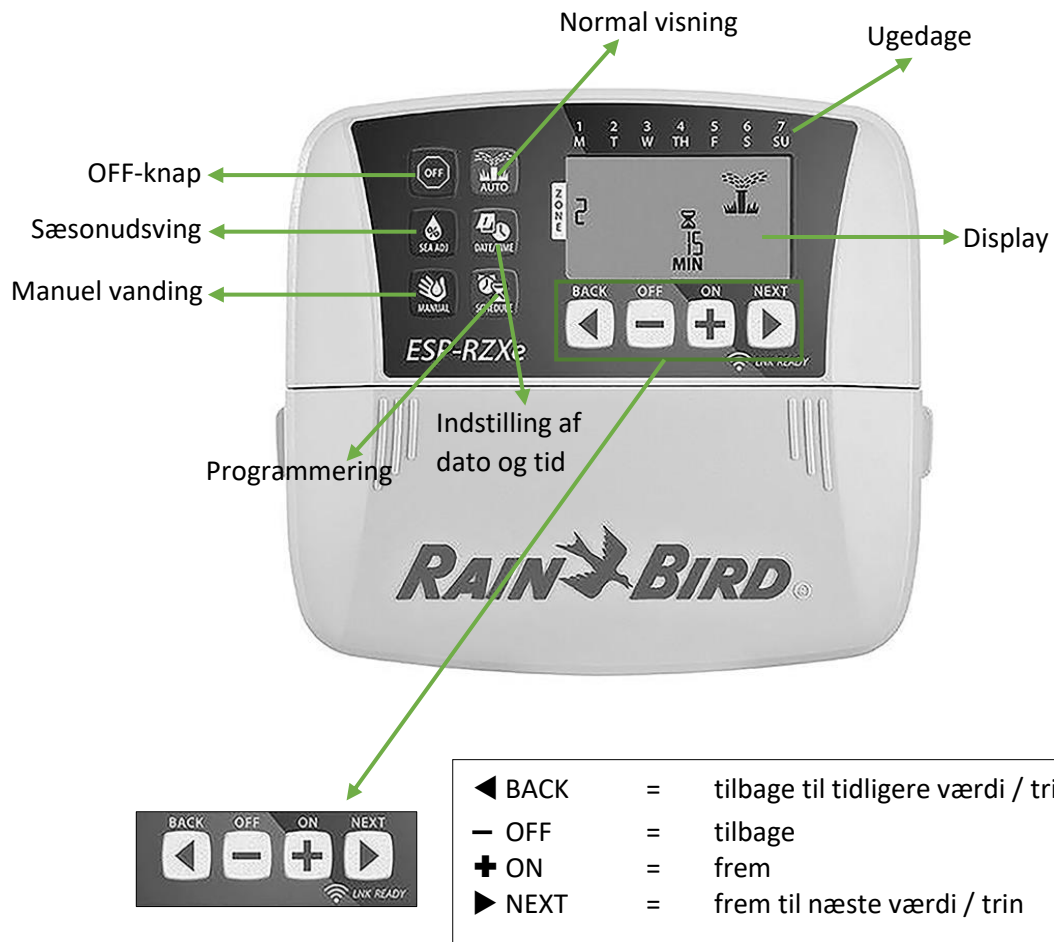 Normal visning
Ugedage
1 2 3 4 5 6 7
M T W TH F S SU
OFF-knap
OFF
AUTO
ZONE
2
Sæsonudsving
SEA ADJ
DATE/TIME
15
MIN
Display
Manuel vanding
MANUAL
SCHEDULE
BACK OFF ON NEXT
ESP-RZXe
LNK READY
Indstilling af
dato og tid
Programmering
RAIN BIRD®
BACK OFF ON NEXT
LNK READY
◀ BACK = tilbage til tidligere værdi / tri
− OFF = tilbage
✚ ON = frem
▶ NEXT = frem til næste værdi / trin